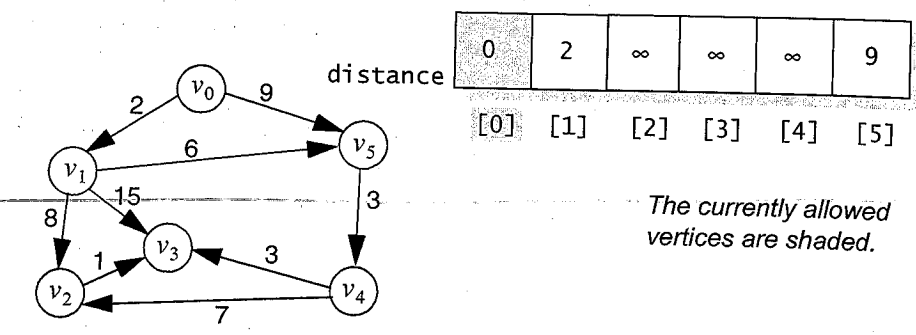 distance 0 2 ∞ ∞ ∞ 9
[0] [1] [2] [3] [4] [5]
v₀
2 9
6 v₅
v₁
15
8 3
v₃
1 3
v₂ v₄
7
The currently allowed
vertices are shaded.